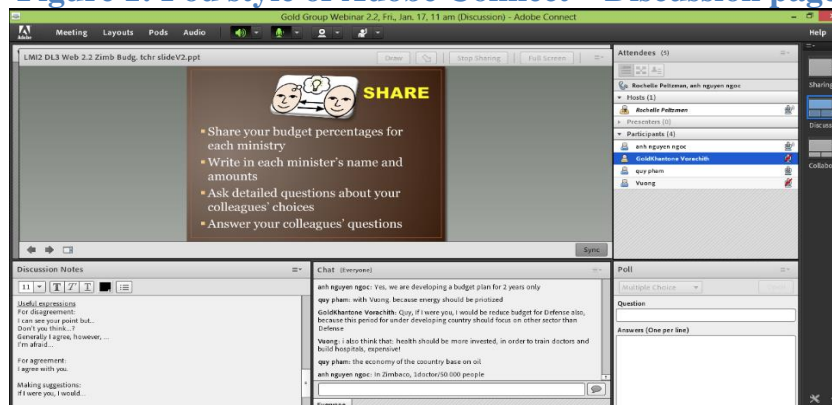 Gold Group Webinar 2.2, Fri., Jan. 17, 11 am (Discussion) - Adobe Connect
Meeting Layouts Pods Audio
Help
LMI2 DL3 Web 2.2 Zimb Budg. tchr slideV2.ppt
Draw
Stop Sharing
Full Screen
SHARE
Share your budget percentages for
each ministry
Write in each minister's name and
amounts
Ask detailed questions about your
colleagues' choices
Answer your colleagues' questions
Sync
Attendees (5)
Rochelle Peltzman, anh nguyen ngoc
Hosts (1)
Rochelle Peltzman
Presenters (0)
Participants (4)
anh nguyen ngoc
GoldKhantone Vorachith
quy pham
Vuong
Sharing
Discuss
Collabo
Discussion Notes
11
Useful expressions
For disagreement:
I can see your point but...
Don't you think...?
Generally I agree, however, ...
I'm afraid...
For agreement:
I agree with you.
Making suggestions:
If I were you, I would...
Chat (Everyone)
anh nguyen ngoc: Yes, we are developing a budget plan for 2 years only
quy pham: with Vuong. because energy should be priotized
GoldKhantone Vorachith: Quy, if I were you, I would be reduce budget for Defense also,
because this period for under developing country should focus on other sector than
Defense
Vuong: i also think that: health should be more invested, in order to train doctors and
build hospitals, expensive!
quy pham: the economy of the coountry base on oil
anh nguyen ngoc: In Zimbaco, 1doctor/50.000 people
Everyone
Poll
Multiple Choice
Open
Question
Answers (One per line)